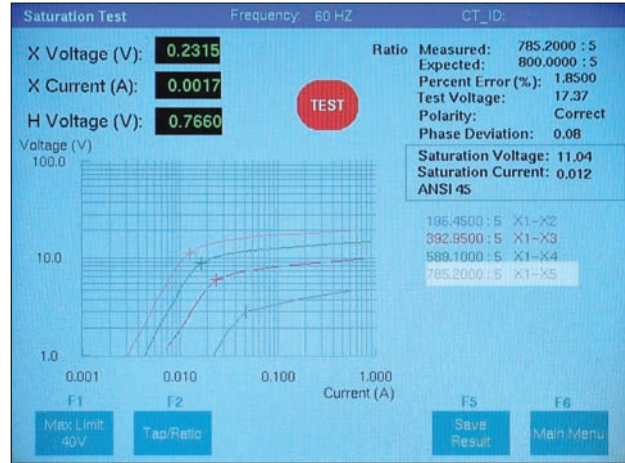 Saturation Test Frequency: 60 HZ CT_ID:
X Voltage (V): 0.2315
X Current (A): 0.0017
H Voltage (V): 0.7660
TEST
Ratio Measured: 785.2000 : 5
Expected: 800.0000 : 5
Percent Error (%): 1.8500
Test Voltage: 17.37
Polarity: Correct
Phase Deviation: 0.08
Saturation Voltage: 11.04
Saturation Current: 0.012
ANSI 45
196.4500 : 5 X1-X2
392.9500 : 5 X1-X3
589.1000 : 5 X1-X4
785.2000 : 5 X1-X5
Voltage (V)
100.0
10.0
1.0
0.001 0.010 0.100 1.000
Current (A)
F1 F2 F5 F6
Max Limit
40V
Tap/Ratio
Save
Result
Main Menu